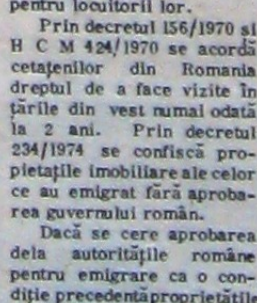 pentru locuitorii lor.
Prin decretul 156/1970 și
H C M 424/1970 se acordă
cetațenilor din Romania
dreptul de a face vizite în
țările din vest numai odată
la 2 ani. Prin decretul
234/1974 se confiscă pro-
pietațile imobiliare ale celor
ce au emigrat fără aproba-
rea guvernului român.
Dacă se cere aprobarea
dela autoritățile române
pentru emigrare ca o con-
diție precedentă proprietățile